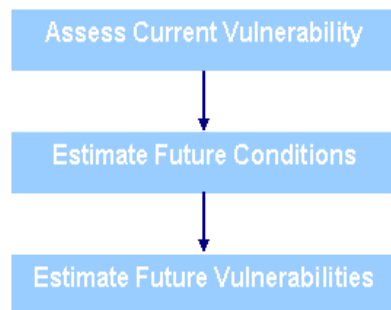 Assess Current Vulnerability
Estimate Future Conditions
Estimate Future Vulnerabilities